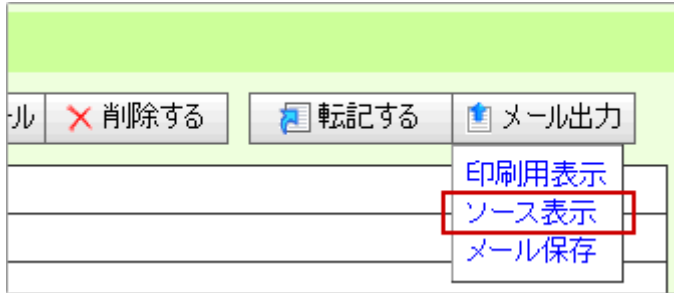 ール 削除する 転記する メール出力
印刷用表示
ソース表示
メール保存